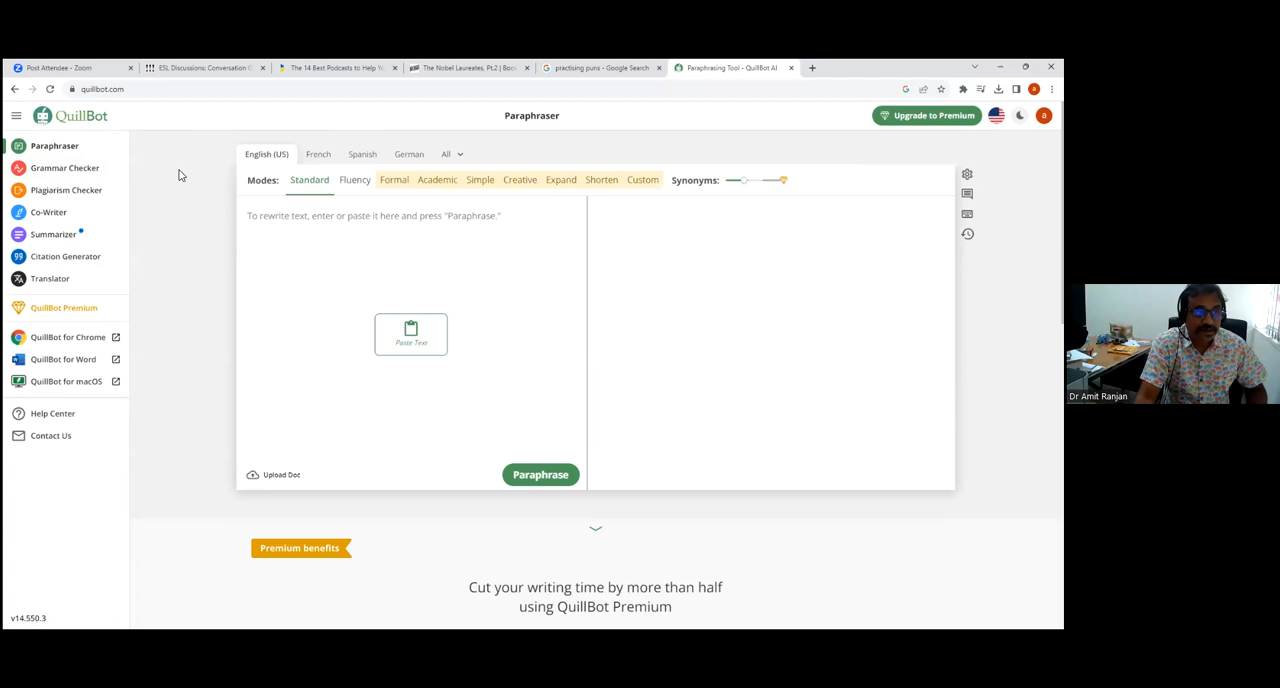 Post Attendee - Zoom
ESL Discussions: Conversation Q
The 14 Best Podcasts to Help Yo
The Nobel Laureates, Pt.2 | Boo
practising puns - Google Search
Paraphrasing Tool - QuillBot AI
quillbot.com
QuillBot
Paraphraser
Upgrade to Premium
a
Paraphraser
Grammar Checker
Plagiarism Checker
Co-Writer
Summarizer
Citation Generator
Translator
QuillBot Premium
QuillBot for Chrome
QuillBot for Word
QuillBot for macOS
Help Center
Contact Us
v14.550.3
English (US) French Spanish German All
Modes: Standard Fluency Formal Academic Simple Creative Expand Shorten Custom Synonyms:
To rewrite text, enter or paste it here and press "Paraphrase."
Paste Text
Upload Doc
Paraphrase
Premium benefits
Cut your writing time by more than half
using QuillBot Premium
Dr Amit Ranjan